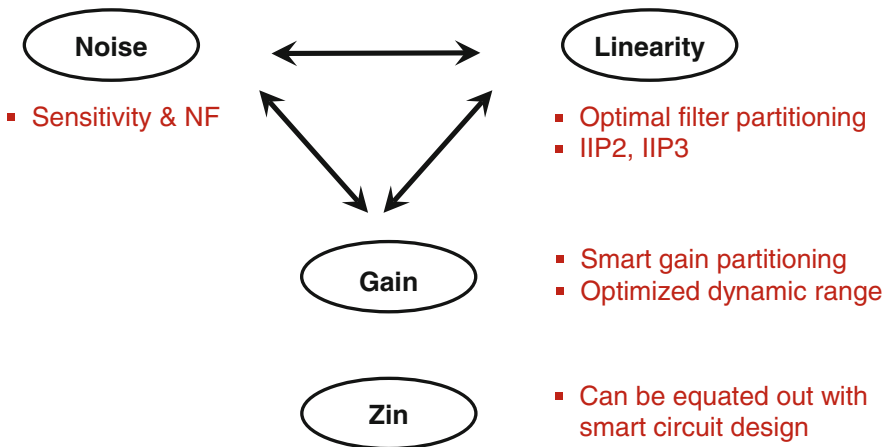 Noise
Linearity
▪ Sensitivity & NF
▪ Optimal filter partitioning
▪ IIP2, IIP3
Gain
▪ Smart gain partitioning
▪ Optimized dynamic range
Zin
▪ Can be equated out with
smart circuit design